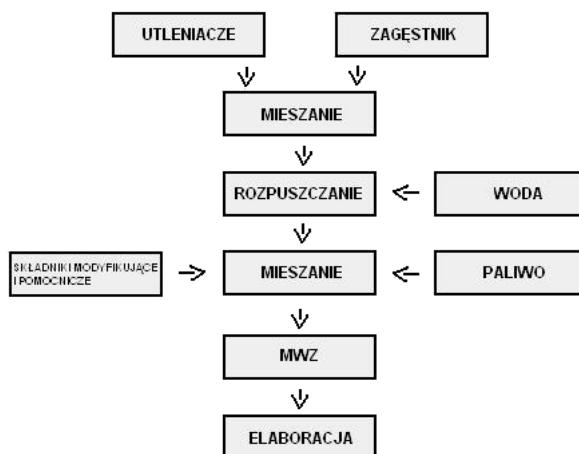 UTLENIACZE
ZAGĘSTNIK
MIESZANIE
ROZPUSZCZANIE
WODA
SKŁADNIKI MODYFIKUJĄCE
I POMOCNICZE
MIESZANIE
PALIWO
MWZ
ELABORACJA